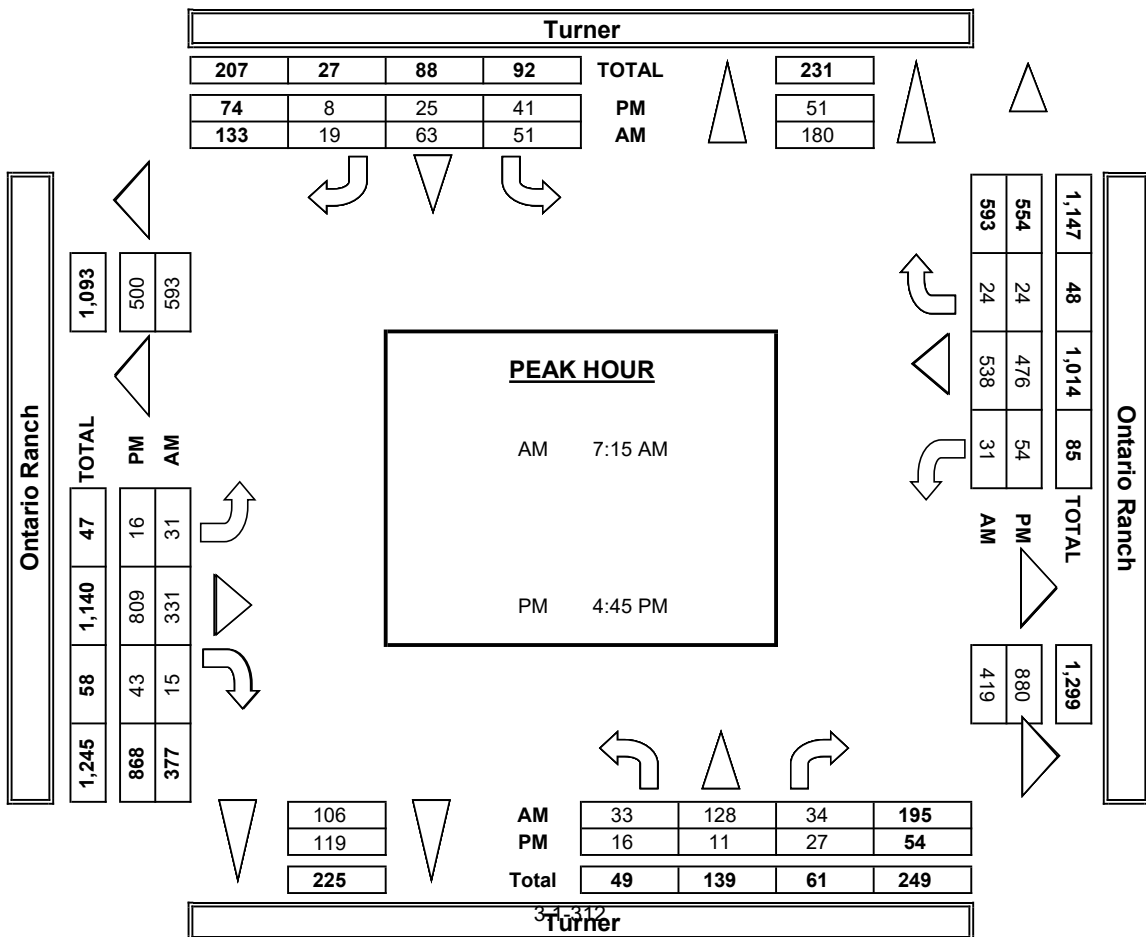 Turner
207 27 88 92 TOTAL 231
74 8 25 41 PM 51
133 19 63 51 AM 180
Ontario Ranch
1,093
500
593
TOTAL
PM
AM
47 1,140 58 1,245
16 809 43 868
31 331 15 377
PEAK HOUR
AM 7:15 AM
PM 4:45 PM
1,147 48 1,014 85 TOTAL
554 24 476 54 PM
593 24 538 31 AM
1,299
880
419
Ontario Ranch
106 AM 33 128 34 195
119 PM 16 11 27 54
225 Total 49 139 61 249
3.1-312
Turner